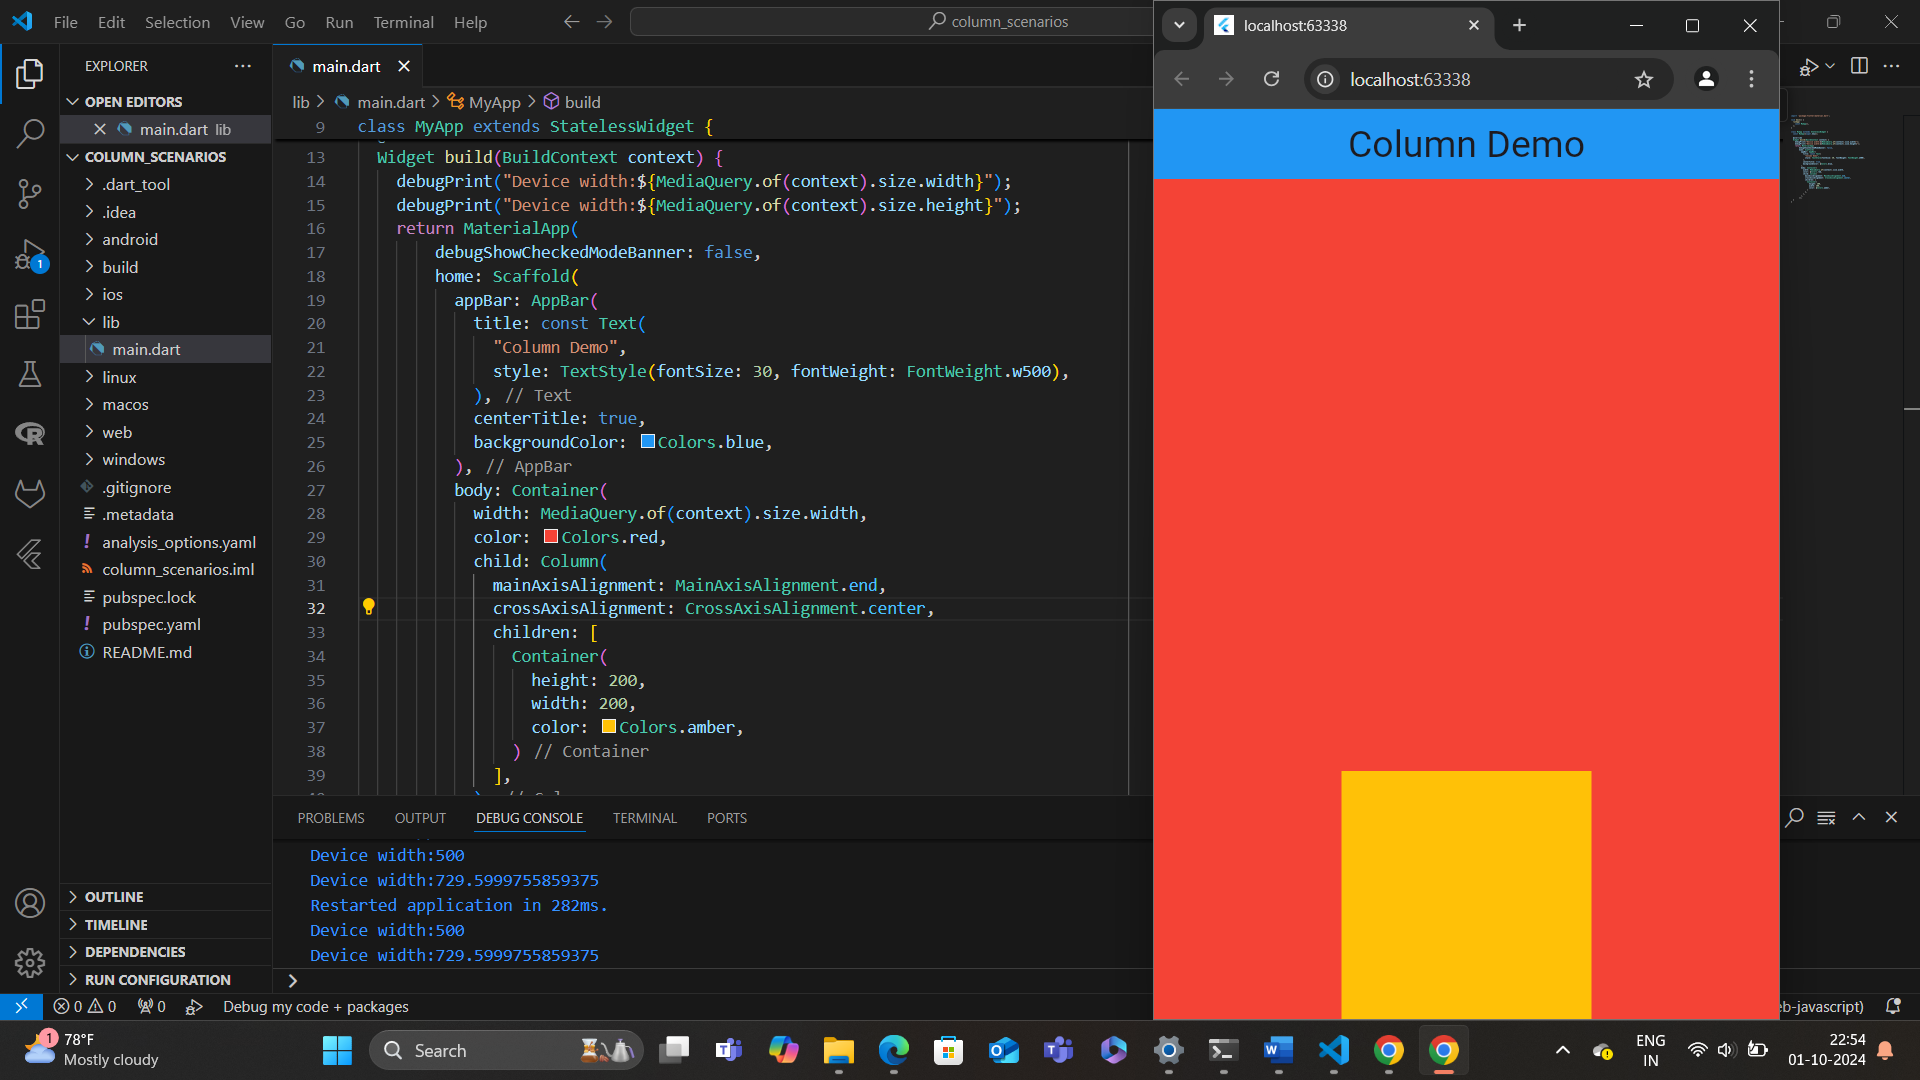 File Edit Selection View Go Run Terminal Help
column_scenarios
EXPLORER
OPEN EDITORS
main.dart lib
COLUMN_SCENARIOS
.dart_tool
.idea
android
build
ios
lib
main.dart
linux
macos
web
windows
.gitignore
.metadata
analysis_options.yaml
column_scenarios.iml
pubspec.lock
pubspec.yaml
README.md
OUTLINE
TIMELINE
DEPENDENCIES
RUN CONFIGURATION
main.dart
lib > main.dart > MyApp > build
9 class MyApp extends StatelessWidget {
13 Widget build(BuildContext context) {
14 debugPrint("Device width:${MediaQuery.of(context).size.width}");
15 debugPrint("Device width:${MediaQuery.of(context).size.height}");
16 return MaterialApp(
17 debugShowCheckedModeBanner: false,
18 home: Scaffold(
19 appBar: AppBar(
20 title: const Text(
21 "Column Demo",
22 style: TextStyle(fontSize: 30, fontWeight: FontWeight.w500),
23 ), // Text
24 centerTitle: true,
25 backgroundColor: Colors.blue,
26 ), // AppBar
27 body: Container(
28 width: MediaQuery.of(context).size.width,
29 color: Colors.red,
30 child: Column(
31 mainAxisAlignment: MainAxisAlignment.end,
32 crossAxisAlignment: CrossAxisAlignment.center,
33 children: [
34 Container(
35 height: 200,
36 width: 200,
37 color: Colors.amber,
38 ) // Container
39 ],
PROBLEMS OUTPUT DEBUG CONSOLE TERMINAL PORTS
Device width:500
Device width:729.5999755859375
Restarted application in 282ms.
Device width:500
Device width:729.5999755859375
localhost:63338
localhost:63338
Column Demo
1
0 0 0 Debug my code + packages
eb-javascript)
1
78°F
Mostly cloudy
Search
ENG
IN
22:54
01-10-2024